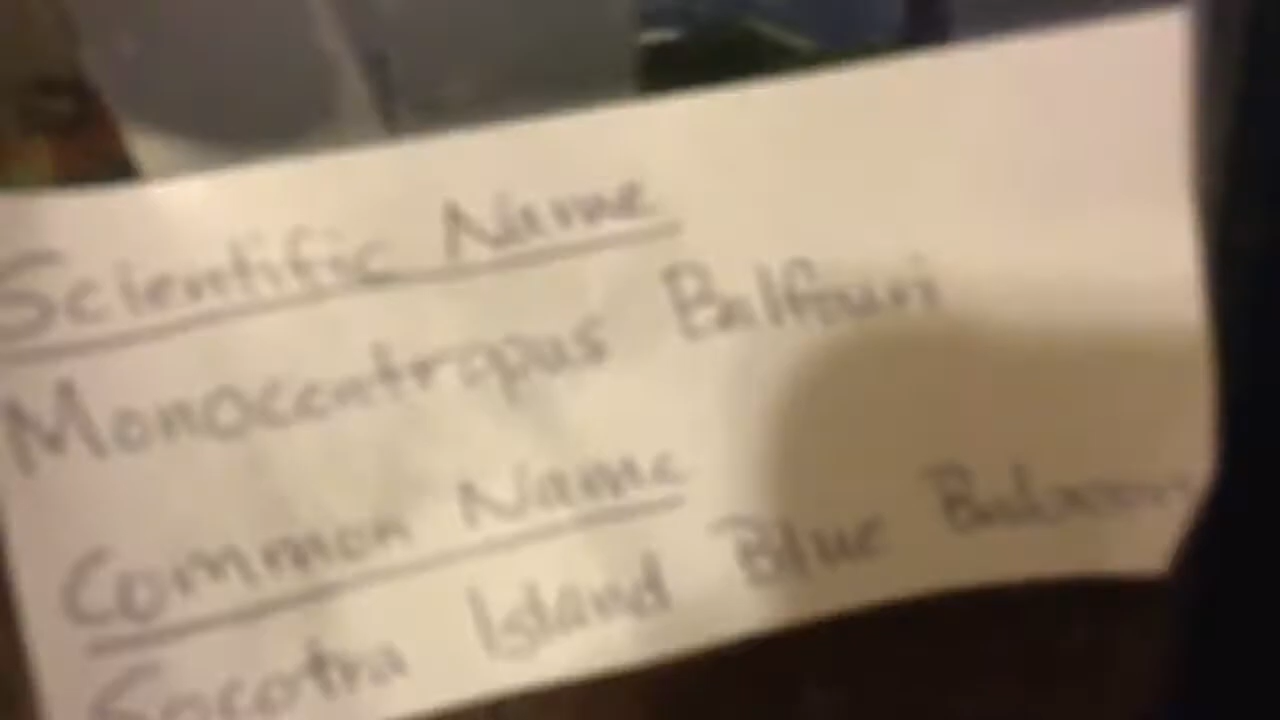 Scientific Name
Monocentropus Balfouri
Common Name
Socotra Island Blue